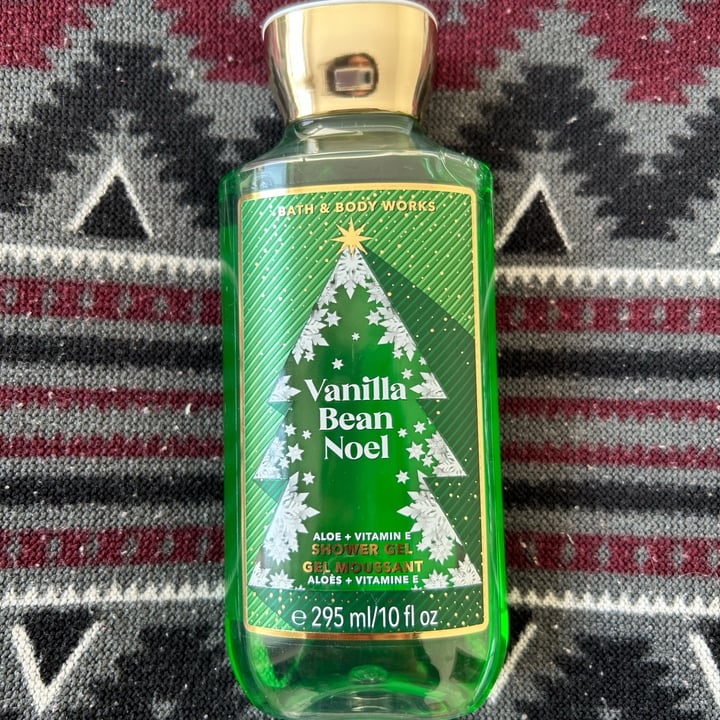 BATH & BODY WORKS
Vanilla
Bean
Noel
ALOE + VITAMIN E
SHOWER GEL
GEL MOUSSANT
ALOÈS + VITAMINE E
℮ 295 ml/10 fl oz